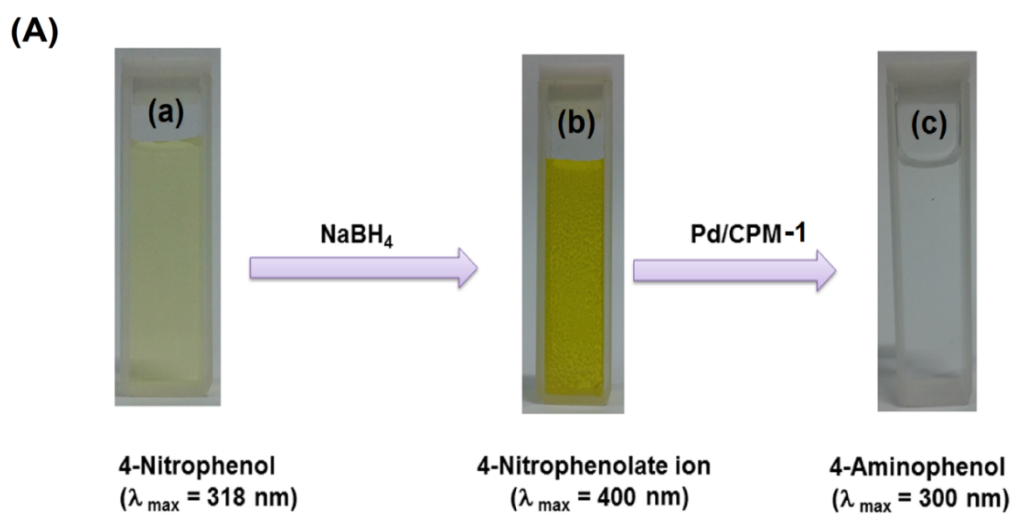 (A)
(a)
(b)
(c)
NaBH₄
Pd/CPM-1
4-Nitrophenol
(λ max = 318 nm)
4-Nitrophenolate ion
(λ max = 400 nm)
4-Aminophenol
(λ max = 300 nm)